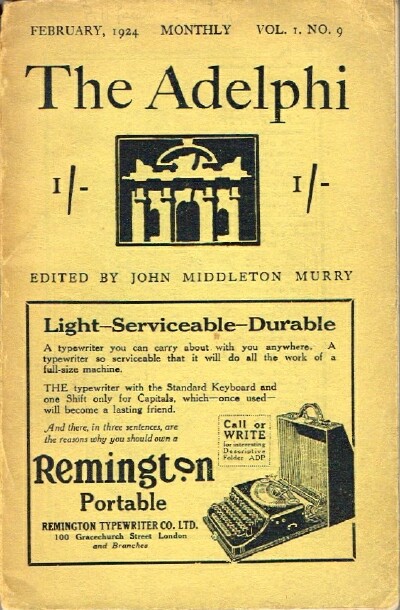 FEBRUARY, 1924 MONTHLY VOL. 1. NO. 9
The Adelphi
1/- 1/-
EDITED BY JOHN MIDDLETON MURRY
Light—Serviceable—Durable
A typewriter you can carry about with you anywhere. A
typewriter so serviceable that it will do all the work of a
full-size machine.
THE typewriter with the Standard Keyboard and
one Shift only for Capitals, which—once used—
will become a lasting friend.
And there, in three sentences, are
the reasons why you should own a
Call or
WRITE
for interesting
Descriptive
Folder ADP
Remington
Portable
REMINGTON TYPEWRITER CO. LTD.
100 Gracechurch Street London
and Branches